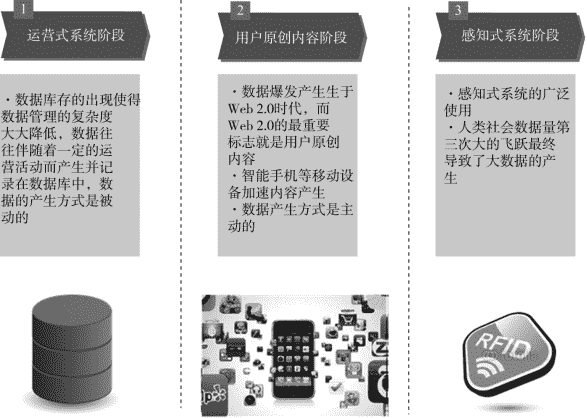 1
运营式系统阶段
・数据库存的出现使得
数据管理的复杂度
大大降低，数据往
往伴随着一定的运
营活动而产生并记
录在数据库中，数
据的产生方式是被
动的
2
用户原创内容阶段
・数据爆发产生生于
Web 2.0时代，而
Web 2.0的最重要
标志就是用户原创
内容
・智能手机等移动设
备加速内容产生
・数据产生方式是主
动的
3
感知式系统阶段
・感知式系统的广泛
使用
・人类社会数据量第
三次大的飞跃最终
导致了大数据的产
生
RFID